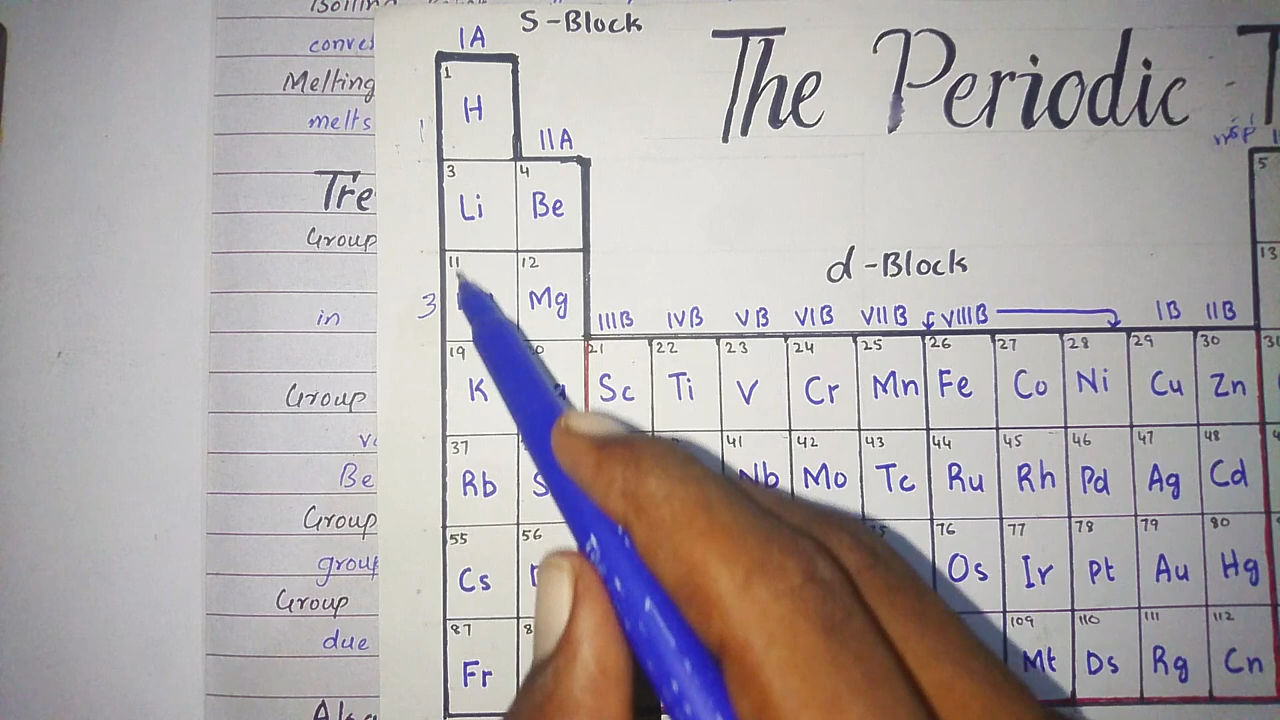 S-Block
IA
The Periodic T
IIA
1
H
1
3 4
Li Be
5
11 12
3 Mg
13
d-Block
IIIB IVB VB VIB VIIB VIIIB IB IIB
19 21 22 23 24 25 26 27 28 29 30
K Sc Ti V Cr Mn Fe Co Ni Cu Zn
37 41 42 43 44 45 46 47 48
Rb Nb Mo Tc Ru Rh Pd Ag Cd
55 56 76 77 78 79 80
Cs Os Ir Pt Au Hg
87 109 110 111 112
Fr Mt Ds Rg Cn
Melting
melts
Group
in
Group
Be
Group
group
Group
due